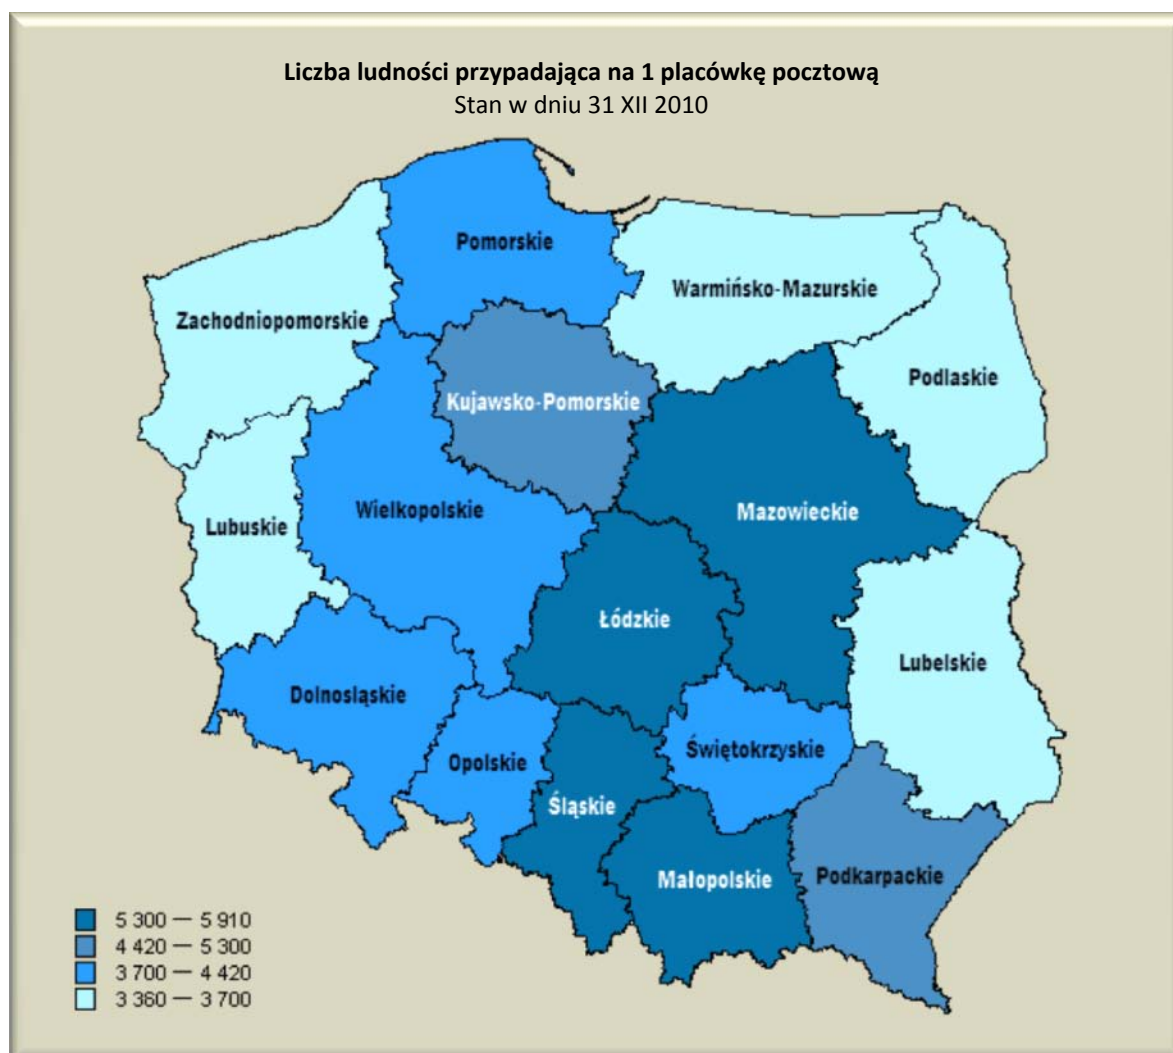 Liczba ludności przypadająca na 1 placówkę pocztową
Stan w dniu 31 XII 2010
Pomorskie
Warmińsko-Mazurskie
Zachodniopomorskie
Podlaskie
Kujawsko-Pomorskie
Wielkopolskie
Mazowieckie
Lubuskie
Łódzkie
Lubelskie
Dolnośląskie
Świętokrzyskie
Opolskie
Śląskie
Małopolskie
Podkarpackie
5 300 — 5 910
4 420 — 5 300
3 700 — 4 420
3 360 — 3 700